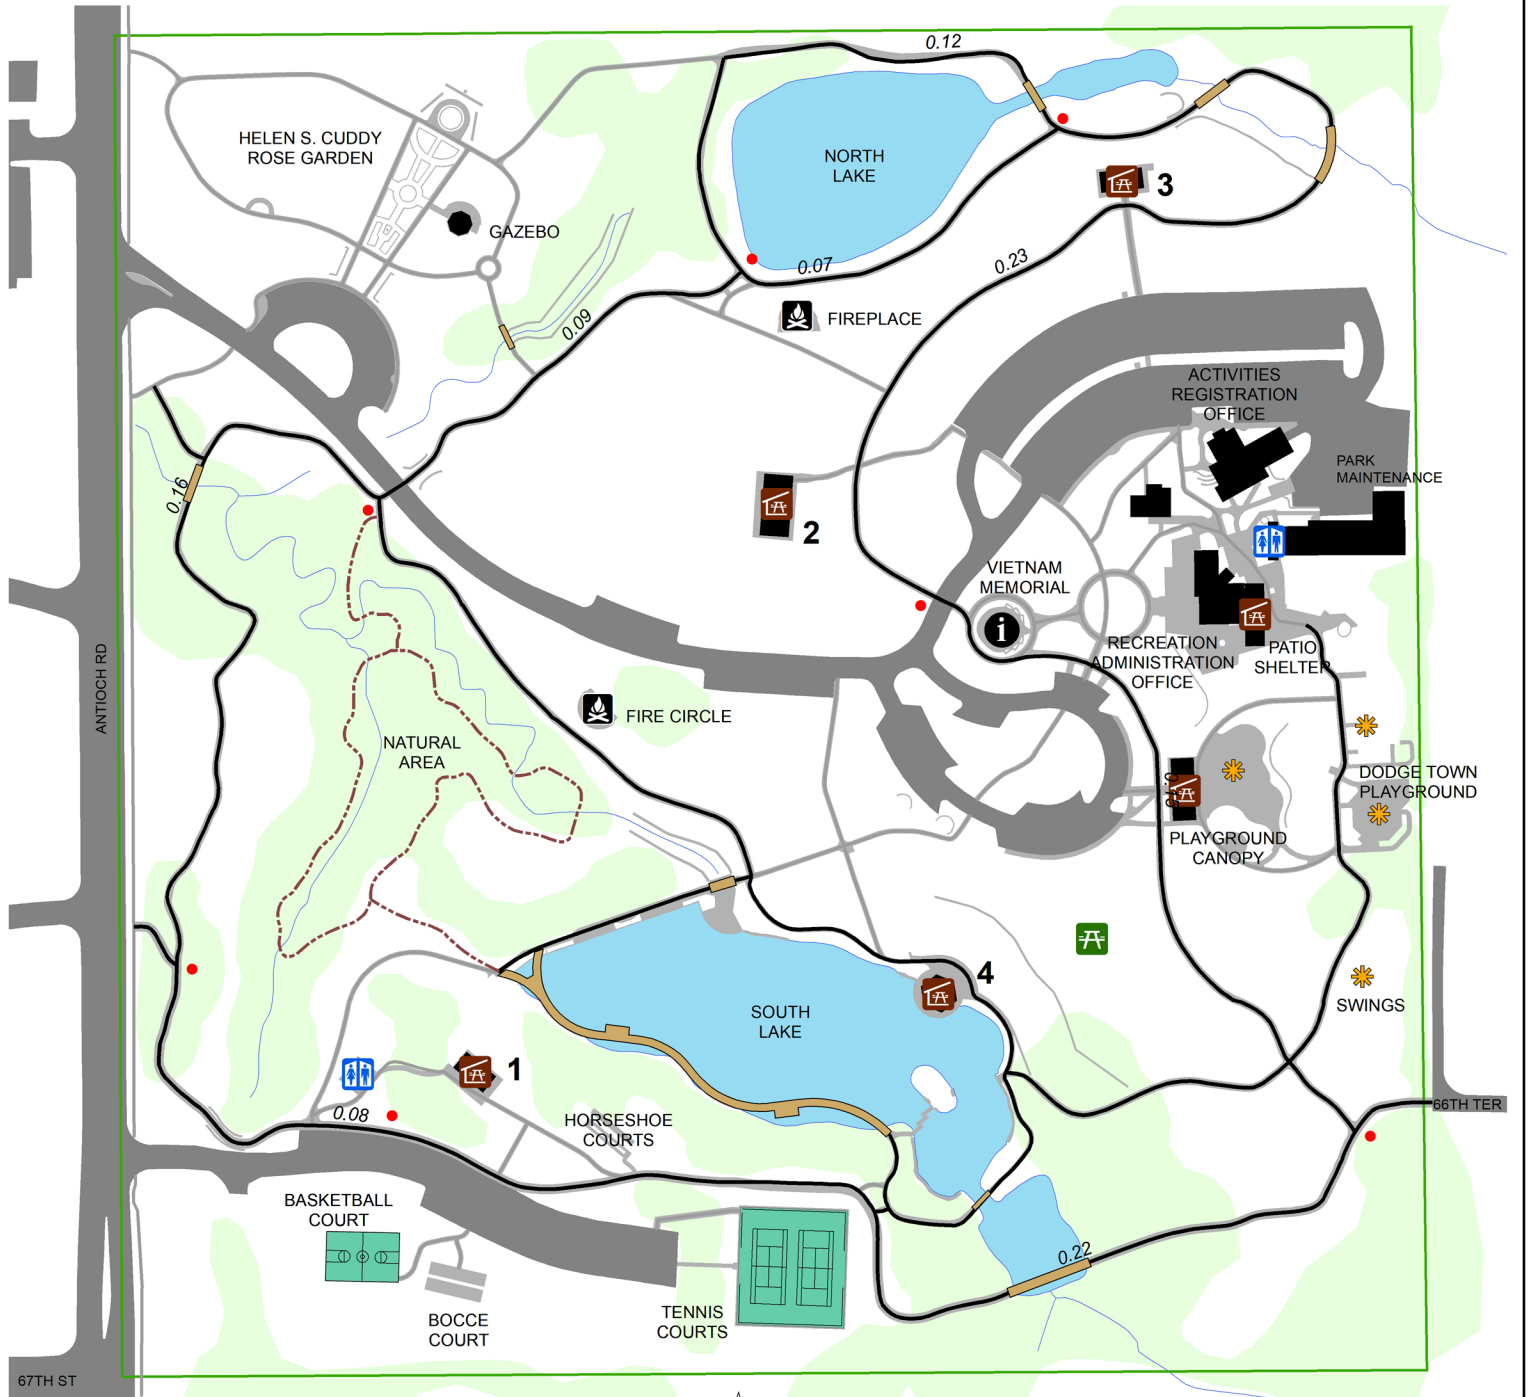 0.12
HELEN S. CUDDY
ROSE GARDEN
NORTH
LAKE
3
GAZEBO
0.07
0.23
0.09
FIREPLACE
ACTIVITIES
REGISTRATION
OFFICE
PARK
MAINTENANCE
0.16
2
VIETNAM
MEMORIAL
i
RECREATION
ADMINISTRATION
OFFICE
PATIO
SHELTER
ANTIOCH RD
FIRE CIRCLE
NATURAL
AREA
DODGE TOWN
PLAYGROUND
PLAYGROUND
CANOPY
4
SWINGS
SOUTH
LAKE
1
0.08
HORSESHOE
COURTS
66TH TER
BASKETBALL
COURT
0.22
BOCCE
COURT
TENNIS
COURTS
67TH ST